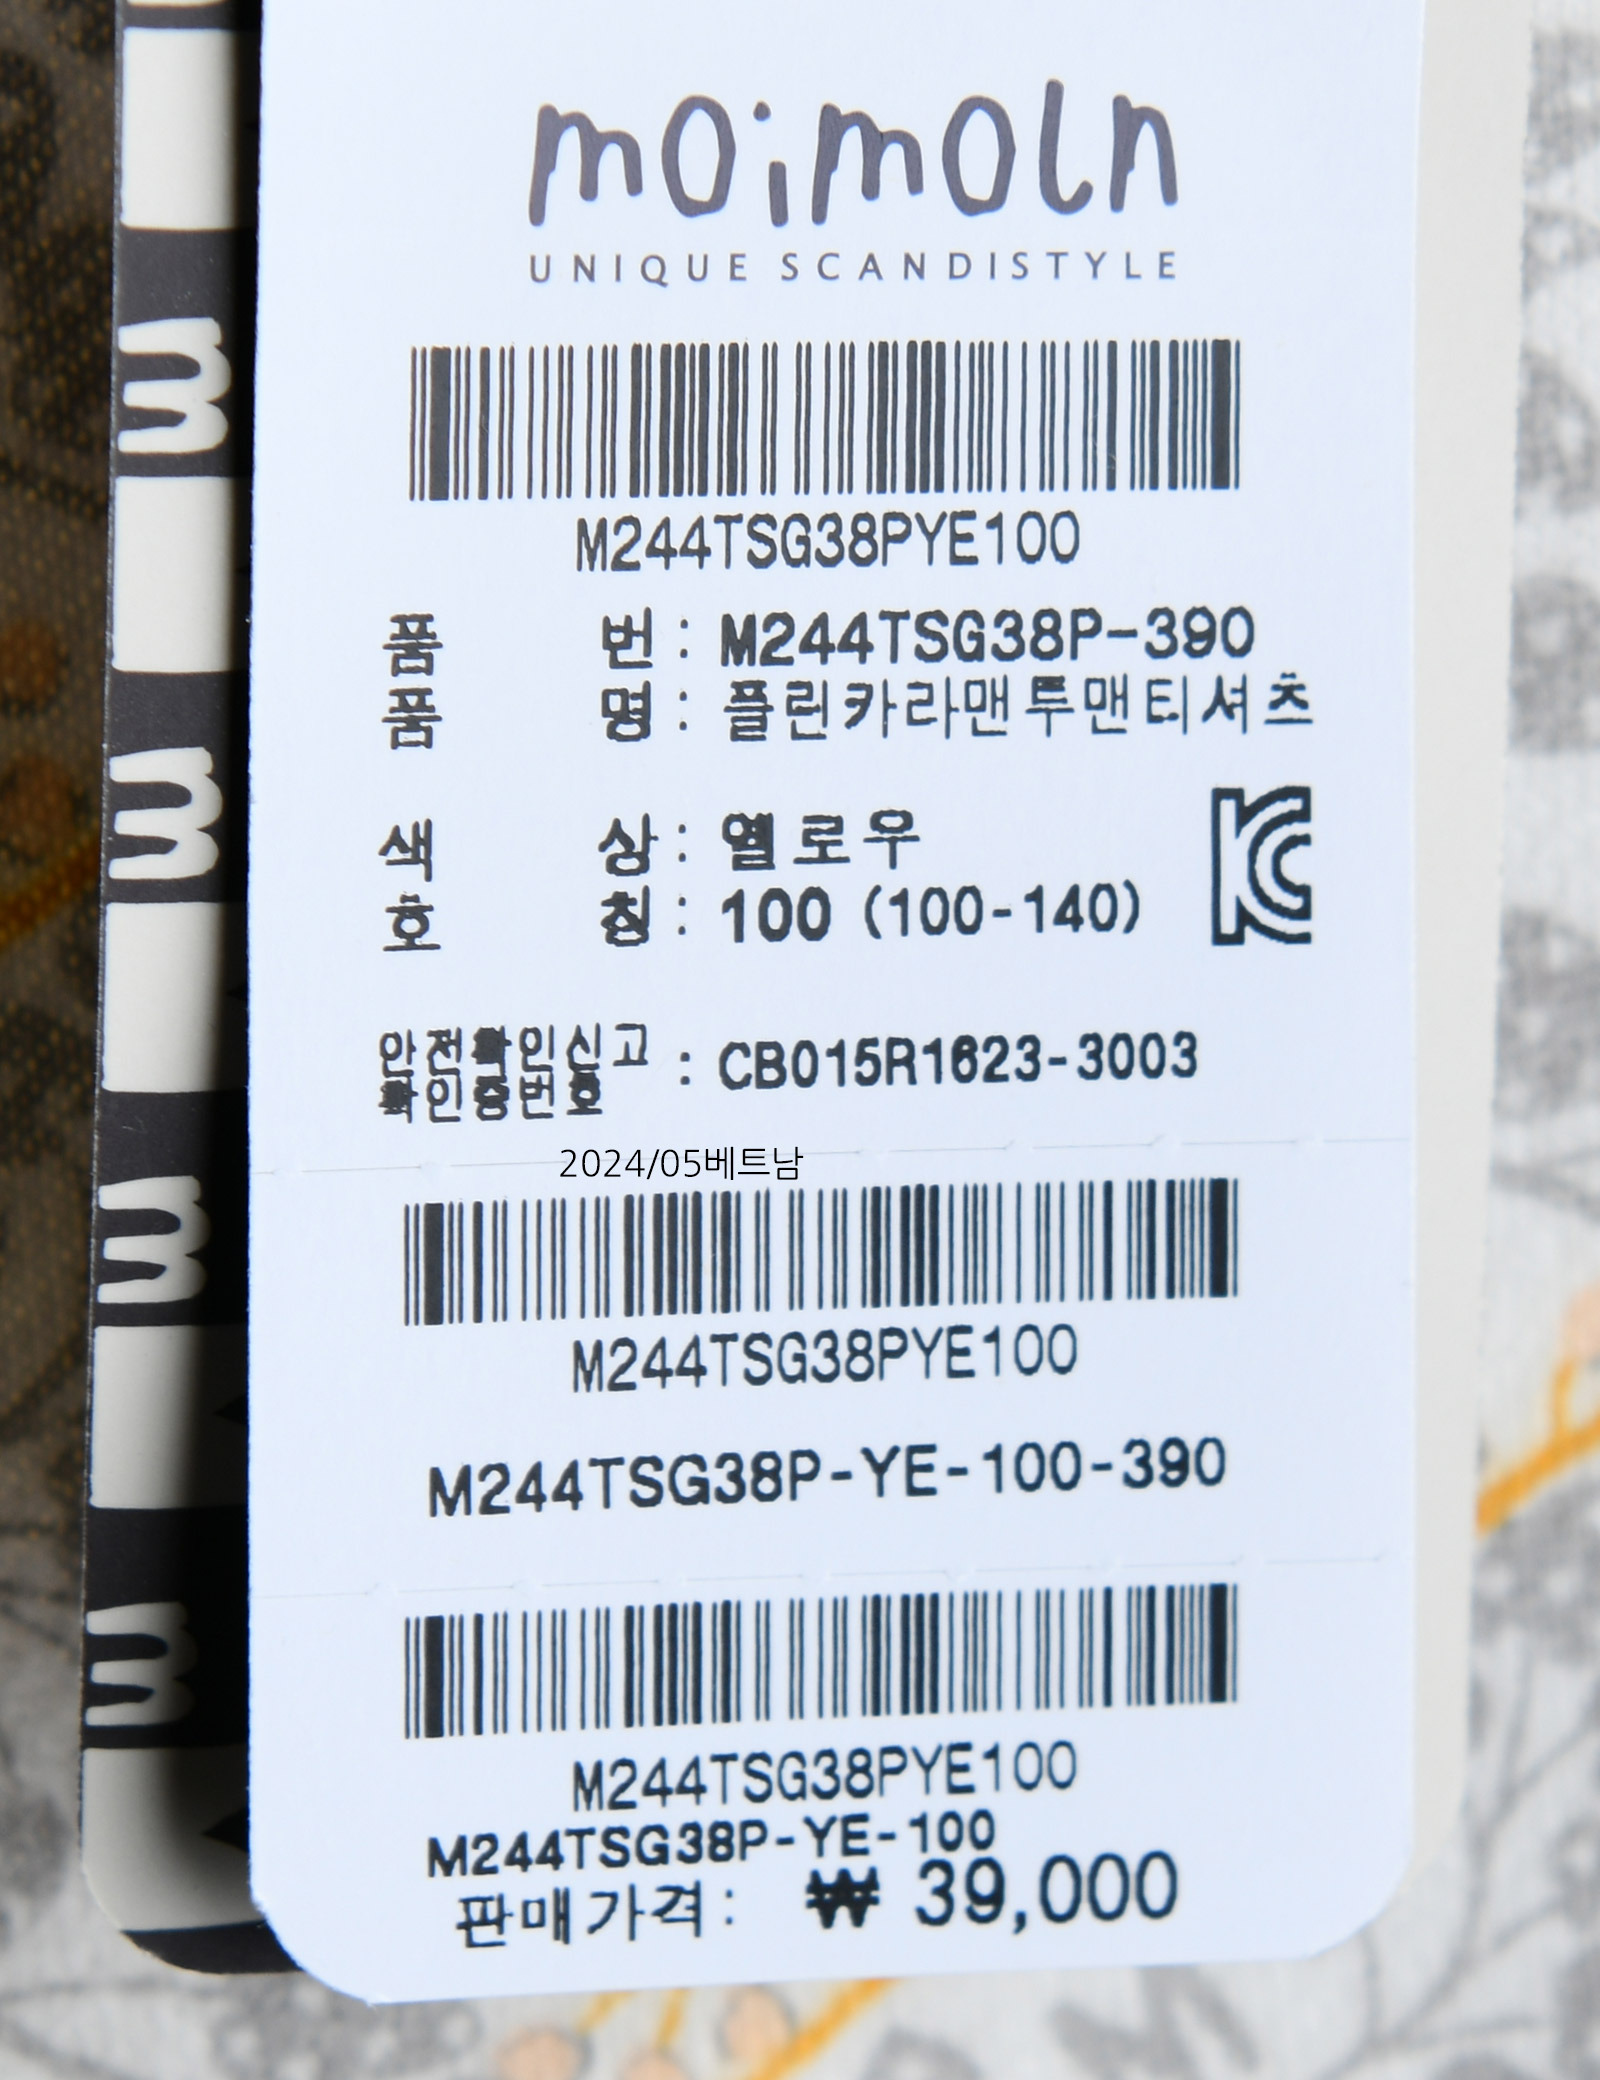 moimoln
UNIQUE SCANDISTYLE
M244TSG38PYE100
품 번 : M244TSG38P-390
품 명 : 플린카라맨투맨티셔츠
색 상 : 옐로우
호 칭 : 100 (100-140)
안전확인신고 확인증번호 : CB015R1623-3003
2024/05베트남
M244TSG38PYE100
M244TSG38P-YE-100-390
M244TSG38PYE100
M244TSG38P-YE-100
판매가격: ₩ 39,000